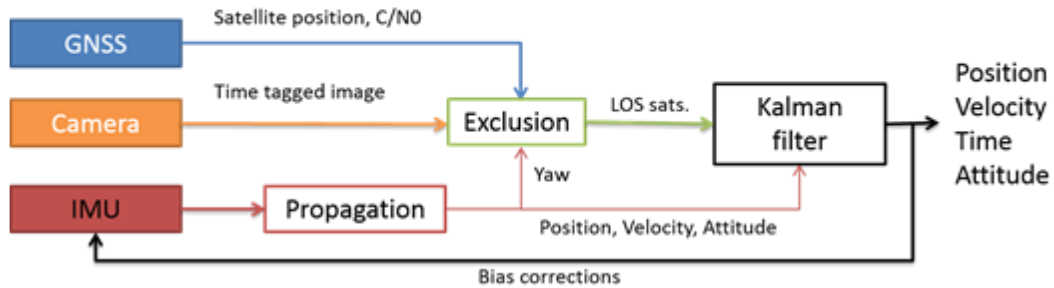 Satellite position, C/N0
GNSS
Time tagged image
Camera
Exclusion
LOS sats.
Kalman
filter
Position
Velocity
Time
Attitude
Yaw
IMU
Propagation
Position, Velocity, Attitude
Bias corrections